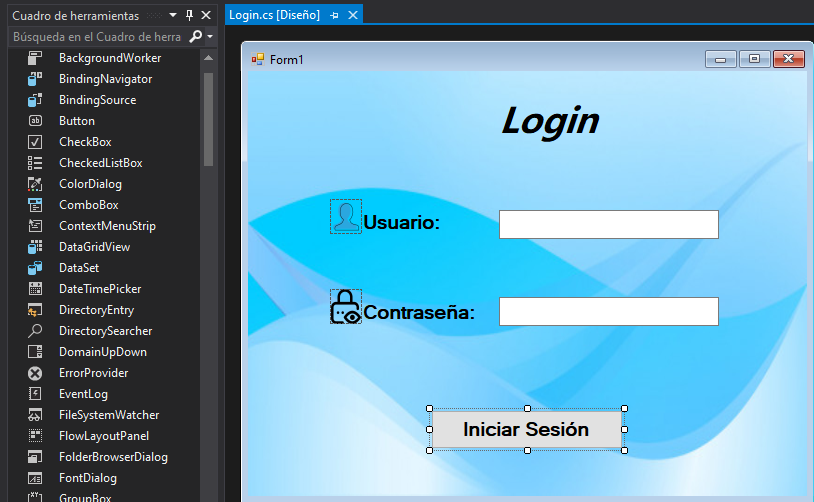 Cuadro de herramientas
Búsqueda en el Cuadro de herra
BackgroundWorker
BindingNavigator
BindingSource
Button
CheckBox
CheckedListBox
ColorDialog
ComboBox
ContextMenuStrip
DataGridView
DataSet
DateTimePicker
DirectoryEntry
DirectorySearcher
DomainUpDown
ErrorProvider
EventLog
FileSystemWatcher
FlowLayoutPanel
FolderBrowserDialog
FontDialog
GroupBox
Login.cs [Diseño]
Form1
Login
Usuario:
Contraseña:
Iniciar Sesión